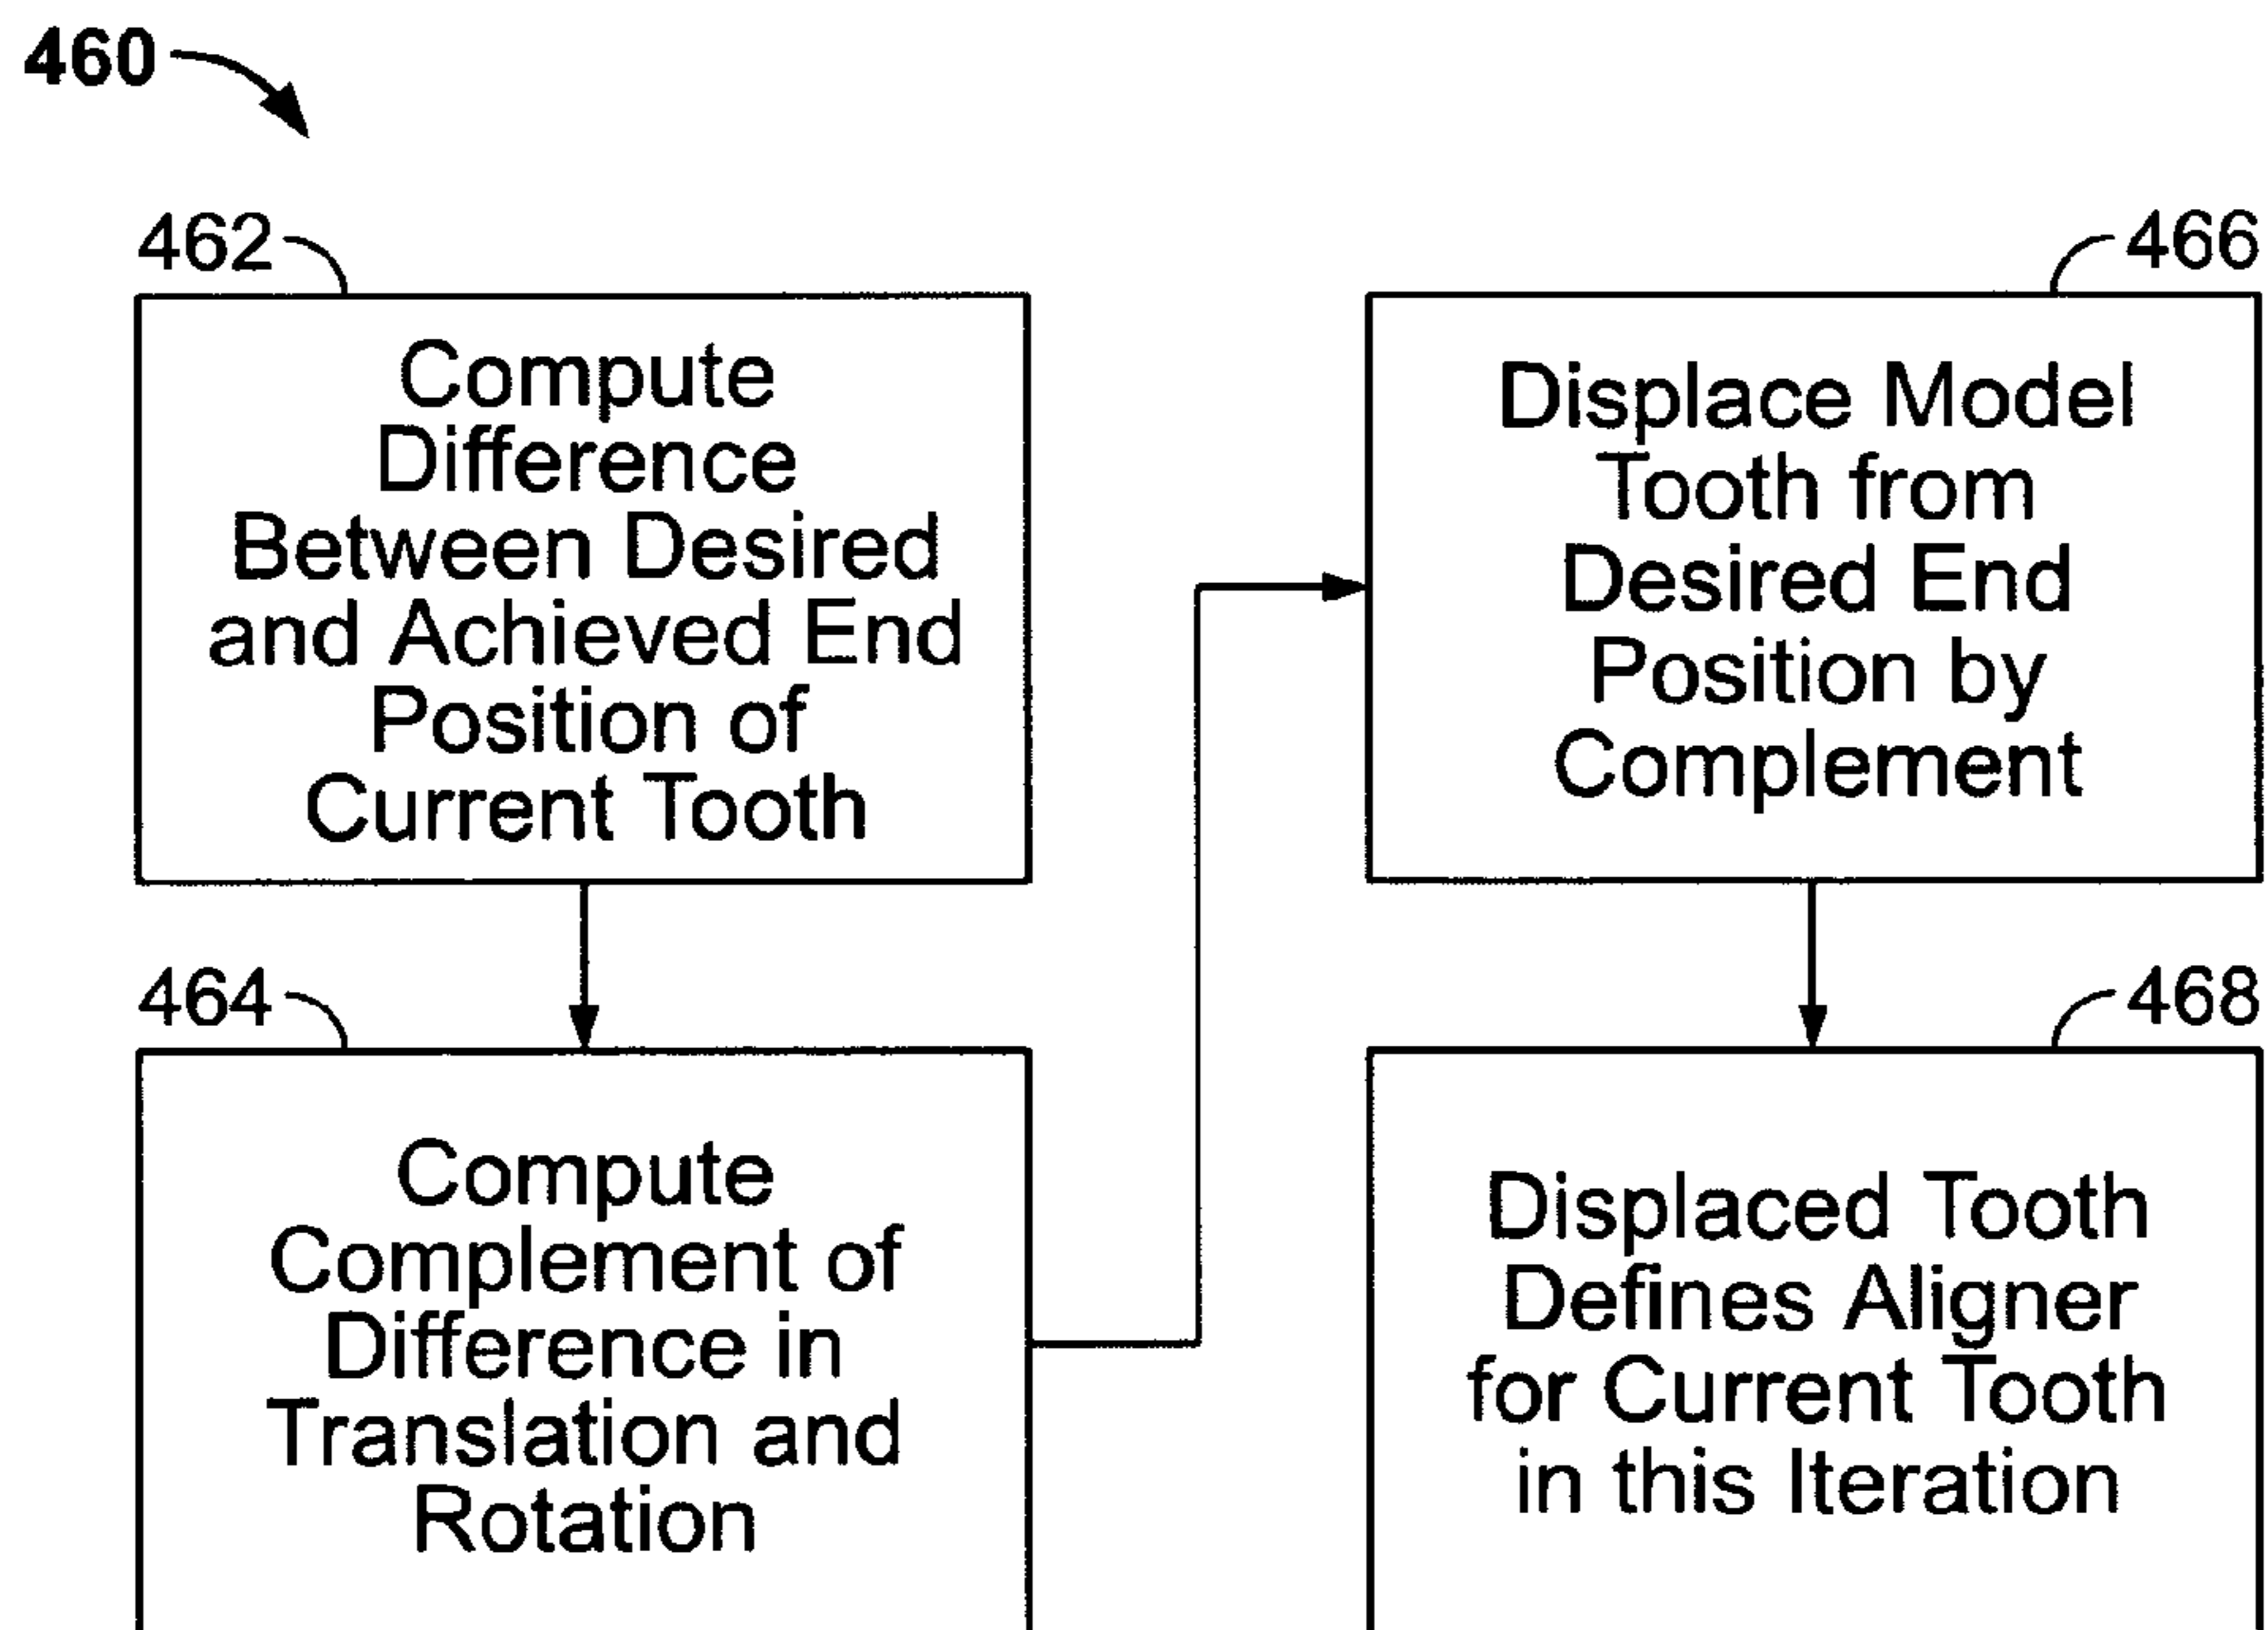 460
462
Compute
Difference
Between Desired
and Achieved End
Position of
Current Tooth
464
Compute
Complement of
Difference in
Translation and
Rotation
466
Displace Model
Tooth from
Desired End
Position by
Complement
468
Displaced Tooth
Defines Aligner
for Current Tooth
in this Iteration